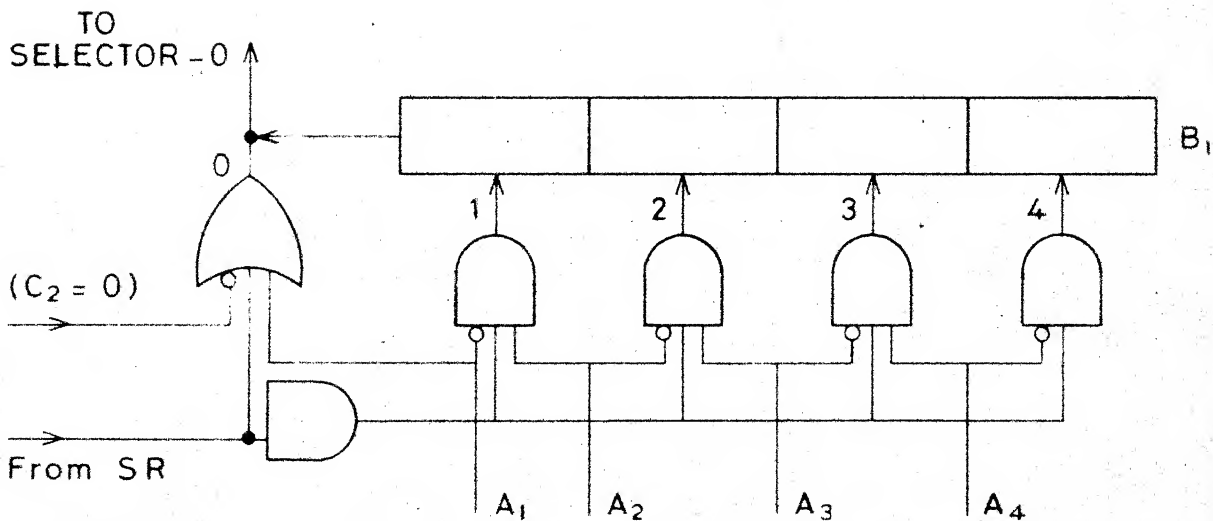 TO
SELECTOR-0
0
B1
1 2 3 4
(C2 = 0)
From SR
A1 A2 A3 A4